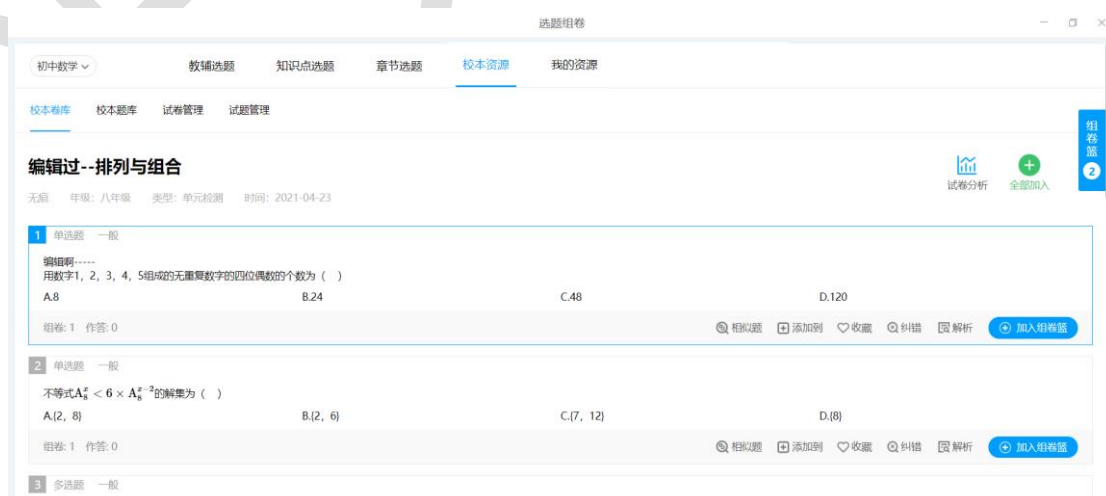 选题组卷
初中数学 教辅选题 知识点选题 章节选题 校本资源 我的资源
校本卷库 校本题库 试卷管理 试题管理
组卷篮 2
编辑过--排列与组合
试卷分析 全部加入
无痕 年级: 八年级 类型: 单元检测 时间: 2021-04-23
1 单选题 一般
编辑啊-----
用数字1, 2, 3, 4, 5组成的无重复数字的四位偶数的个数为 ( )
A.8 B.24 C.48 D.120
组卷: 1 作答: 0 相似题 添加到 收藏 纠错 解析 加入组卷篮
2 单选题 一般
不等式A₈ˣ < 6 × A₈ˣ⁻²的解集为 ( )
A.{2, 8} B.{2, 6} C.{7, 12} D.{8}
组卷: 1 作答: 0 相似题 添加到 收藏 纠错 解析 加入组卷篮
3 多选题 一般